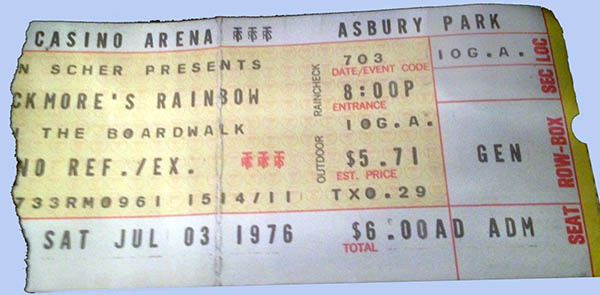 CASINO ARENA ASBURY PARK
N SCHER PRESENTS 703 IOG.A.
DATE/EVENT CODE
CKMORE'S RAINBOW 8:00P
RAINCHECK
ENTRANCE
THE BOARDWALK IOG.A.
OUTDOOR
NO REF./EX. $5.71 GEN
EST. PRICE
733RM0961 1514/11 TX0.29
SAT JUL 03 1976 $6.00AD ADM
TOTAL
SEC LOC
ROW-BOX
SEAT